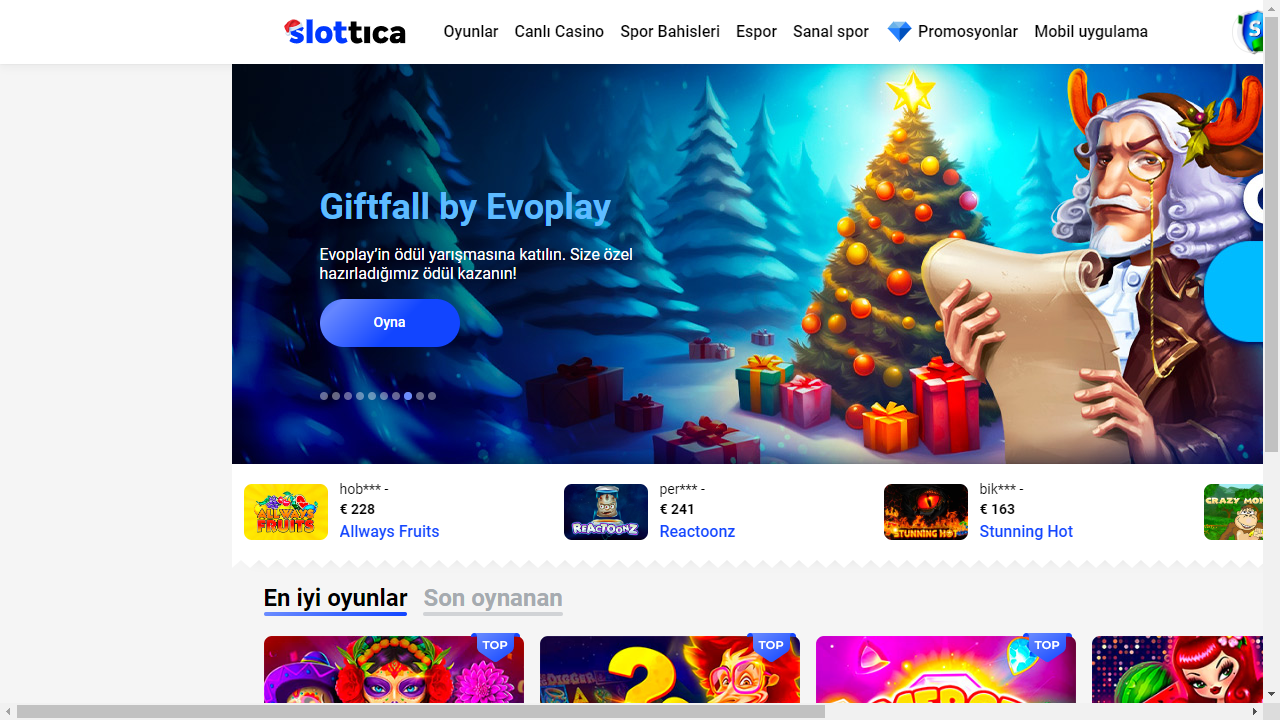 slottica
Oyunlar Canlı Casino Spor Bahisleri Espor Sanal spor Promosyonlar Mobil uygulama
Giftfall by Evoplay
Evoplay’in ödül yarışmasına katılın. Size özel
hazırladığımız ödül kazanın!
Oyna
hob*** -
€ 228
Allways Fruits
per*** -
€ 241
Reactoonz
bik*** -
€ 163
Stunning Hot
ALLWAYS
FRUITS
REACTOONZ
STUNNING HOT
CRAZY MON
En iyi oyunlar Son oynanan
TOP
TOP
TOP